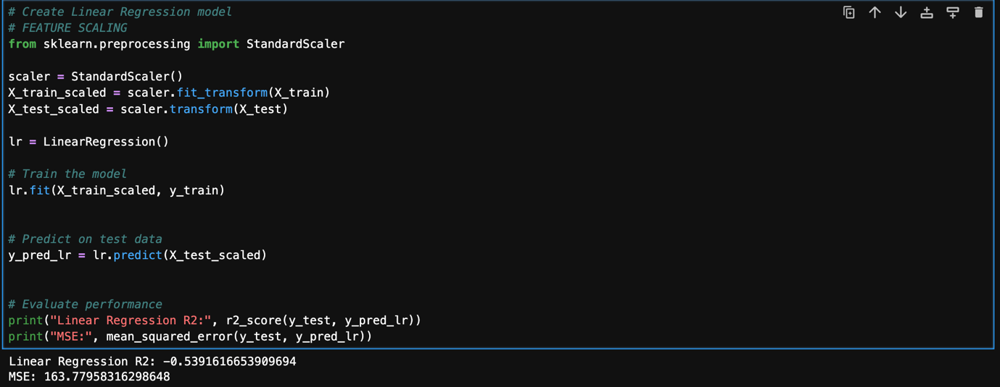 # Create Linear Regression model
# FEATURE SCALING
from sklearn.preprocessing import StandardScaler
scaler = StandardScaler()
X_train_scaled = scaler.fit_transform(X_train)
X_test_scaled = scaler.transform(X_test)
lr = LinearRegression()
# Train the model
lr.fit(X_train_scaled, y_train)
# Predict on test data
y_pred_lr = lr.predict(X_test_scaled)
# Evaluate performance
print("Linear Regression R2:", r2_score(y_test, y_pred_lr))
print("MSE:", mean_squared_error(y_test, y_pred_lr))
Linear Regression R2: -0.5391616653909694
MSE: 163.77958316298648